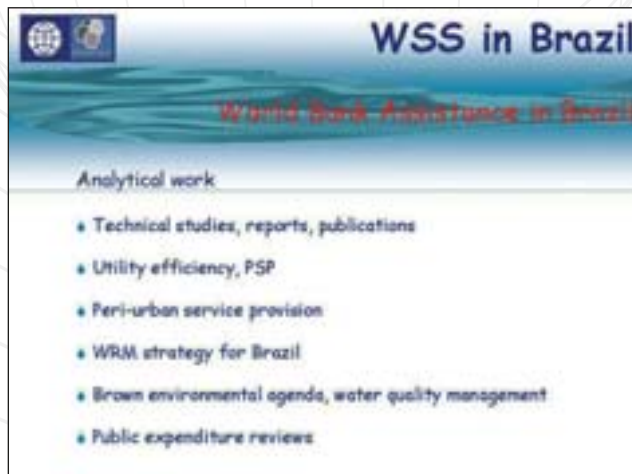 WSS in Brazil
World Bank Assistance in Brazil
Analytical work
Technical studies, reports, publications
Utility efficiency, PSP
Peri-urban service provision
WRM strategy for Brazil
Brown environmental agenda, water quality management
Public expenditure reviews